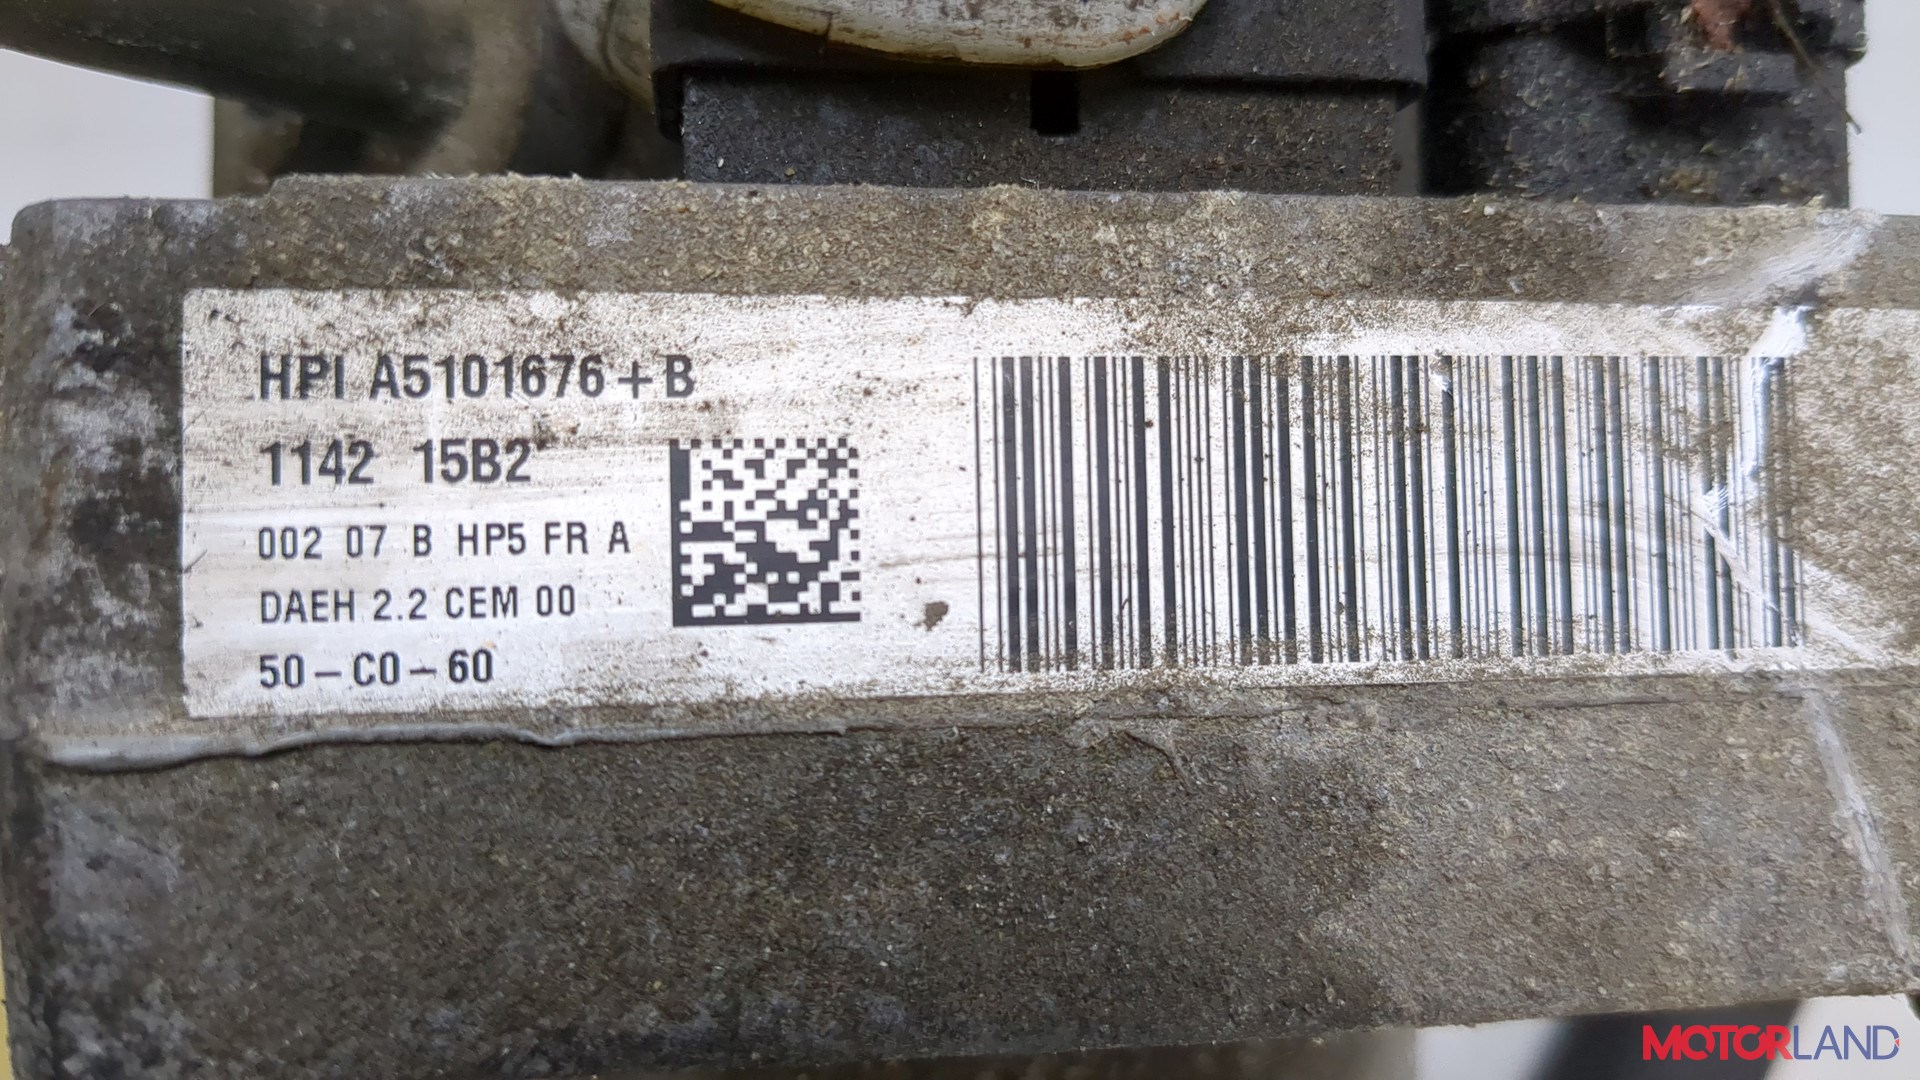 HPI A5101676+B
1142 15B2
002 07 B HP5 FR A
DAEH 2.2 CEM 00
50-C0-60
MOTORLAND